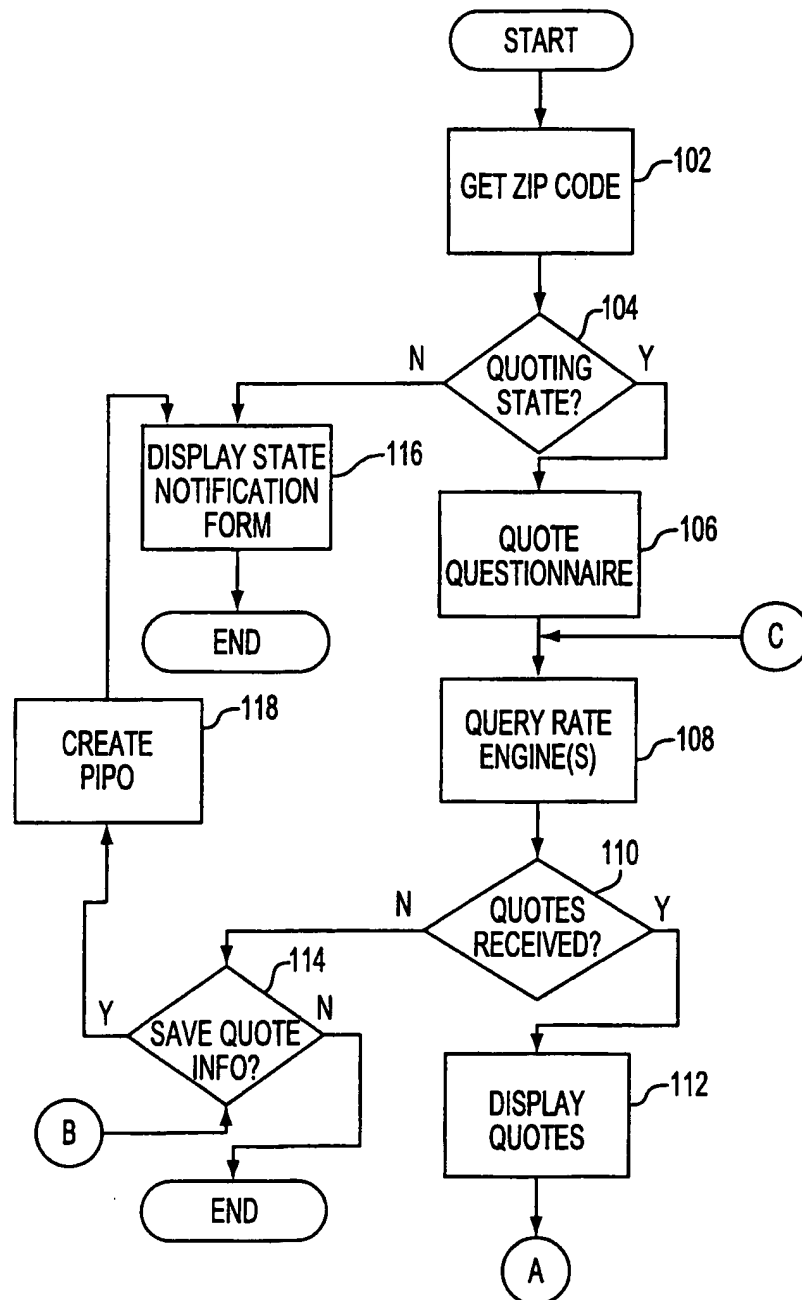 START
GET ZIP CODE
102
104
N
QUOTING
STATE?
Y
DISPLAY STATE
NOTIFICATION
FORM
116
QUOTE
QUESTIONNAIRE
106
END
C
CREATE
PIPO
118
QUERY RATE
ENGINE(S)
108
110
N
QUOTES
RECEIVED?
Y
114
Y
SAVE QUOTE
INFO?
N
B
DISPLAY
QUOTES
112
END
A